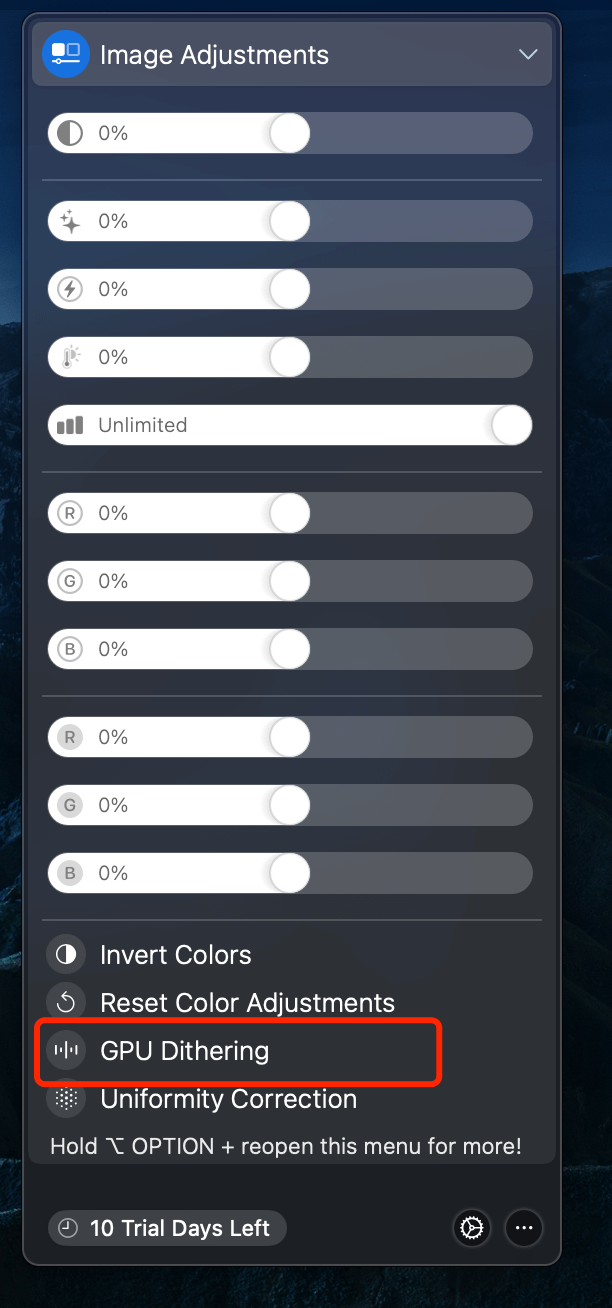 Image Adjustments
0%
0%
0%
0%
Unlimited
R 0%
G 0%
B 0%
R 0%
G 0%
B 0%
Invert Colors
Reset Color Adjustments
GPU Dithering
Uniformity Correction
Hold ⌥ OPTION + reopen this menu for more!
10 Trial Days Left